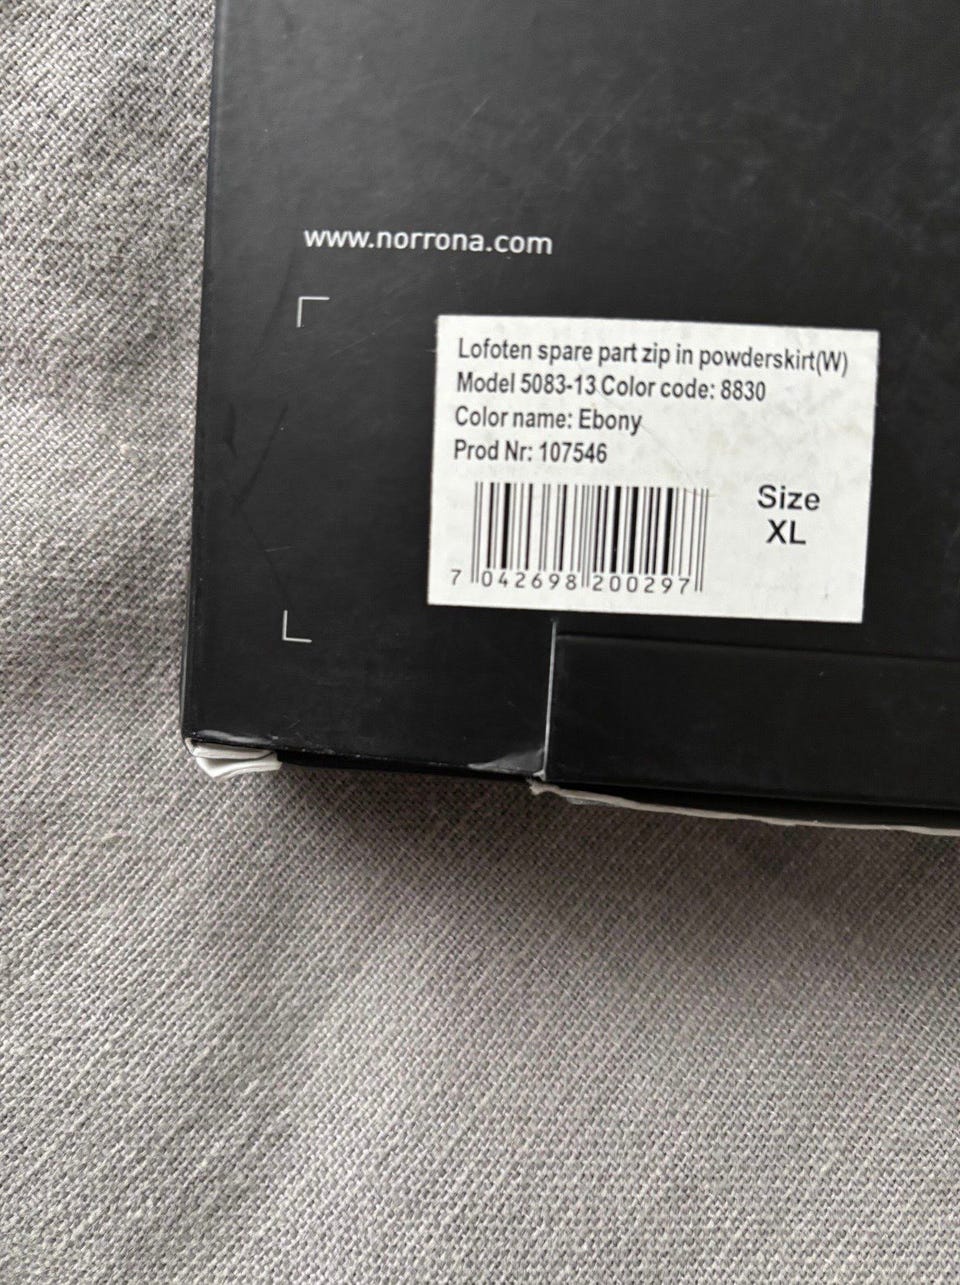 www.norrona.com
Lofoten spare part zip in powderskirt(W)
Model 5083-13 Color code: 8830
Color name: Ebony
Prod Nr: 107546
Size
XL
7 042698 200297